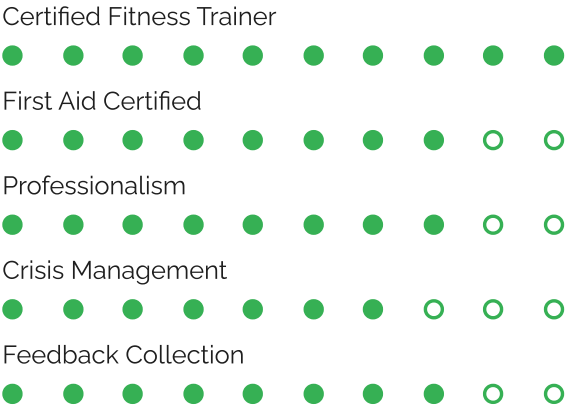 Certified Fitness Trainer
First Aid Certified
Professionalism
Crisis Management
Feedback Collection